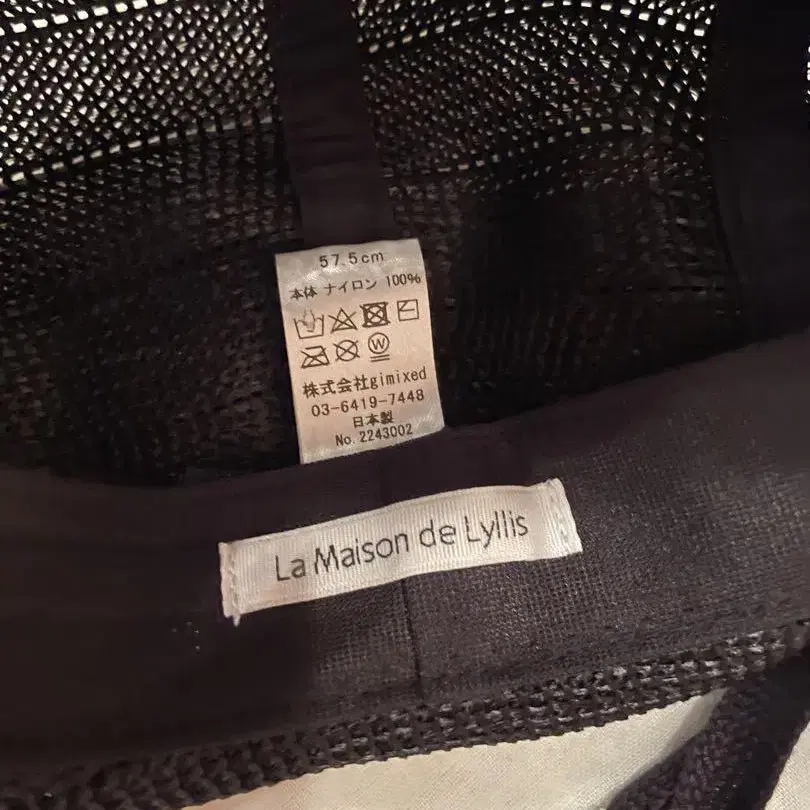 57.5cm
本体 ナイロン 100%
W
株式会社gimixed
03-6419-7448
日本製
No.2243002
La Maison de Lyllis